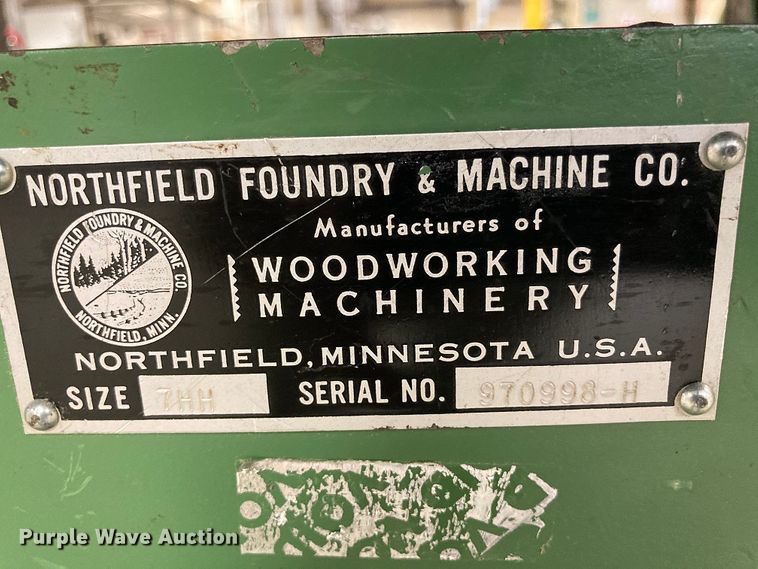 NORTHFIELD FOUNDRY & MACHINE CO.
Manufacturers of
WOODWORKING
MACHINERY
NORTHFIELD FOUNDRY & MACHINE CO.
NORTHFIELD, MINN.
NORTHFIELD, MINNESOTA U.S.A.
SIZE 7HH SERIAL NO. 970998-H
Purple Wave Auction